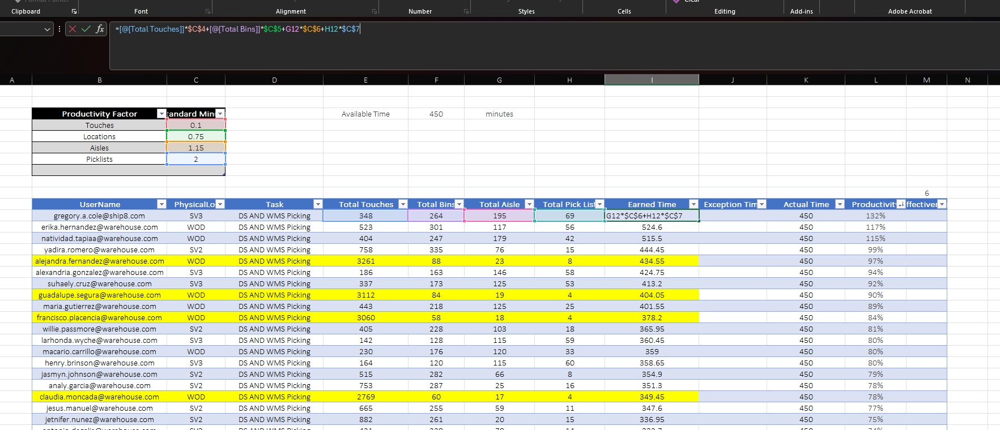 Clipboard Font Alignment Number Styles Cells Editing Add-ins Adobe Acrobat
fx =[@[Total Touches]]*$C$4+[@[Total Bins]]*$C$5+G12*$C$6+H12*$C$7
A B C D E F G H I J K L M N
Productivity Factor tandard Min Available Time 450 minutes
Touches 0.1
Locations 0.75
Aisles 1.15
Picklists 2
6
UserName PhysicalLo Task Total Touches Total Bins Total Aisle Total Pick List Earned Time Exception Tim Actual Time Productivit ffectiver
gregory.a.cole@ship8.com SV3 DS AND WMS Picking 348 264 195 69 G12*$C$6+H12*$C$7 450 132%
erika.hernandez@warehouse.com WOD DS AND WMS Picking 523 301 117 56 524.6 450 117%
natividad.tapiaa@warehouse.com WOD DS AND WMS Picking 404 247 179 42 515.5 450 115%
yadira.romero@warehouse.com SV2 DS AND WMS Picking 758 335 76 15 444.45 450 99%
alejandra.fernandez@warehouse.com WOD DS AND WMS Picking 3261 88 23 8 434.55 450 97%
alexandria.gonzalez@warehouse.com SV3 DS AND WMS Picking 186 163 146 58 424.75 450 94%
suhaely.cruz@warehouse.com SV3 DS AND WMS Picking 337 173 125 53 413.2 450 92%
guadalupe.segura@warehouse.com WOD DS AND WMS Picking 3112 84 19 4 404.05 450 90%
maria.gutierrez@warehouse.com WOD DS AND WMS Picking 443 218 125 25 401.55 450 89%
francisco.placencia@warehouse.com WOD DS AND WMS Picking 3060 58 18 4 378.2 450 84%
willie.passmore@warehouse.com SV2 DS AND WMS Picking 405 228 103 18 365.95 450 81%
larhonda.wyche@warehouse.com SV3 DS AND WMS Picking 142 128 115 59 360.45 450 80%
macario.carrillo@warehouse.com WOD DS AND WMS Picking 230 176 120 33 359 450 80%
henry.brinson@warehouse.com SV3 DS AND WMS Picking 164 120 115 60 358.65 450 80%
jasmyn.johnson@warehouse.com SV2 DS AND WMS Picking 515 282 66 8 354.9 450 79%
analy.garcia@warehouse.com SV2 DS AND WMS Picking 753 287 25 16 351.3 450 78%
claudia.moncada@warehouse.com WOD DS AND WMS Picking 2769 60 17 4 349.45 450 78%
jesus.manuel@warehouse.com SV2 DS AND WMS Picking 665 255 59 11 347.6 450 77%
jetnifer.nunez@warehouse.com SV2 DS AND WMS Picking 882 261 20 15 336.95 450 75%